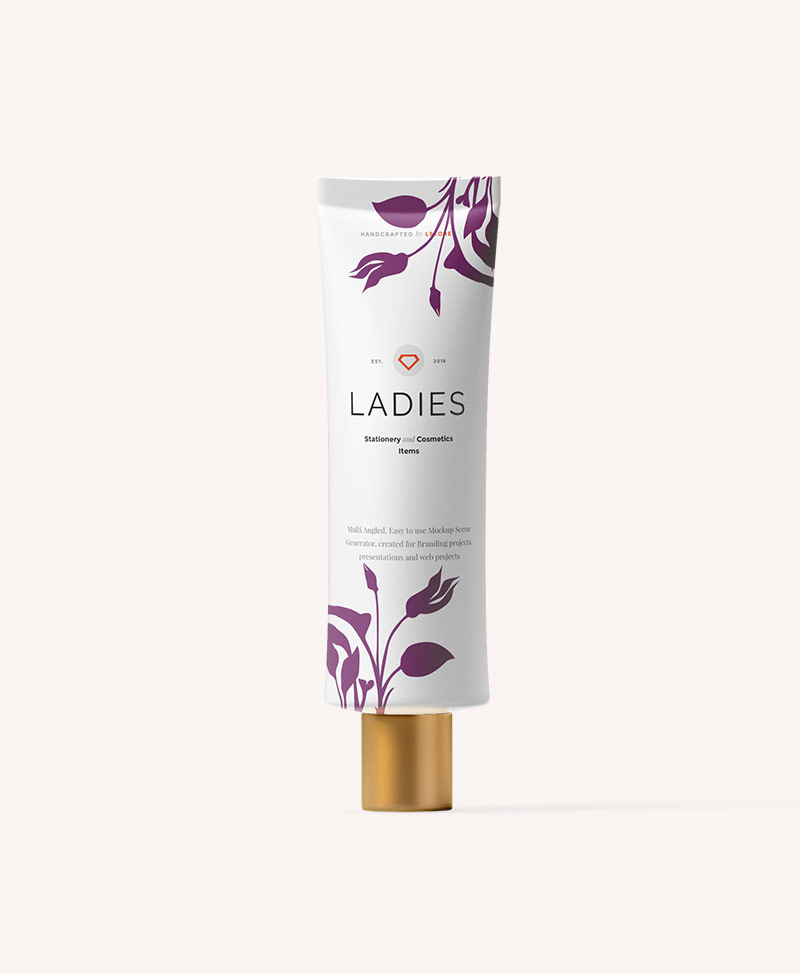 HANDCRAFTED by
EST. 2016
LADIES
Stationery and Cosmetics
Items
Multi Angled, Easy to use Mockup Scene
Generator, created for Branding projects,
presentations and web projects